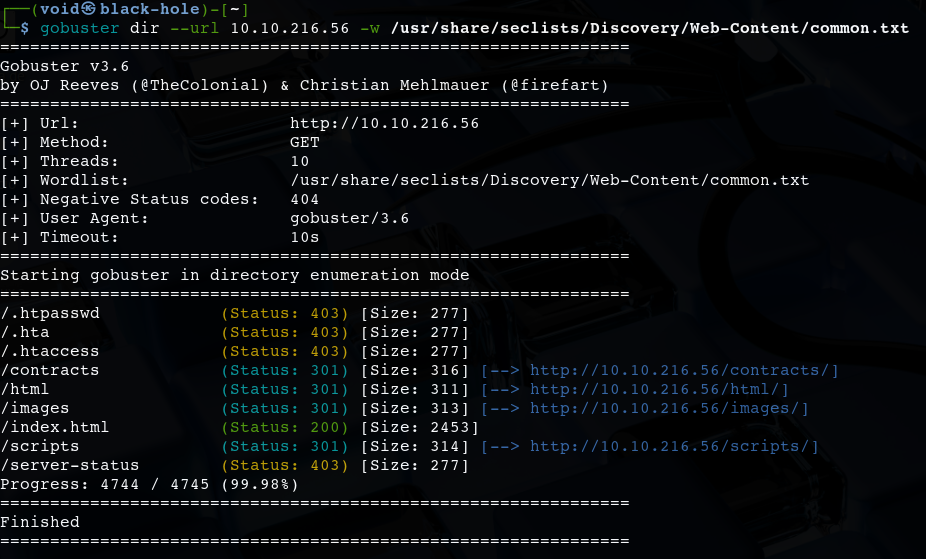 ┌──(void㉿black-hole)-[~]
└─$ gobuster dir --url 10.10.216.56 -w /usr/share/seclists/Discovery/Web-Content/common.txt
===============================================================
Gobuster v3.6
by OJ Reeves (@TheColonial) & Christian Mehlmauer (@firefart)
===============================================================
[+] Url:                     http://10.10.216.56
[+] Method:                  GET
[+] Threads:                 10
[+] Wordlist:                /usr/share/seclists/Discovery/Web-Content/common.txt
[+] Negative Status codes:   404
[+] User Agent:              gobuster/3.6
[+] Timeout:                 10s
===============================================================
Starting gobuster in directory enumeration mode
===============================================================
/.htpasswd            (Status: 403) [Size: 277]
/.hta                 (Status: 403) [Size: 277]
/.htaccess            (Status: 403) [Size: 277]
/contracts            (Status: 301) [Size: 316] [--> http://10.10.216.56/contracts/]
/html                 (Status: 301) [Size: 311] [--> http://10.10.216.56/html/]
/images               (Status: 301) [Size: 313] [--> http://10.10.216.56/images/]
/index.html           (Status: 200) [Size: 2453]
/scripts              (Status: 301) [Size: 314] [--> http://10.10.216.56/scripts/]
/server-status        (Status: 403) [Size: 277]
Progress: 4744 / 4745 (99.98%)
===============================================================
Finished
===============================================================